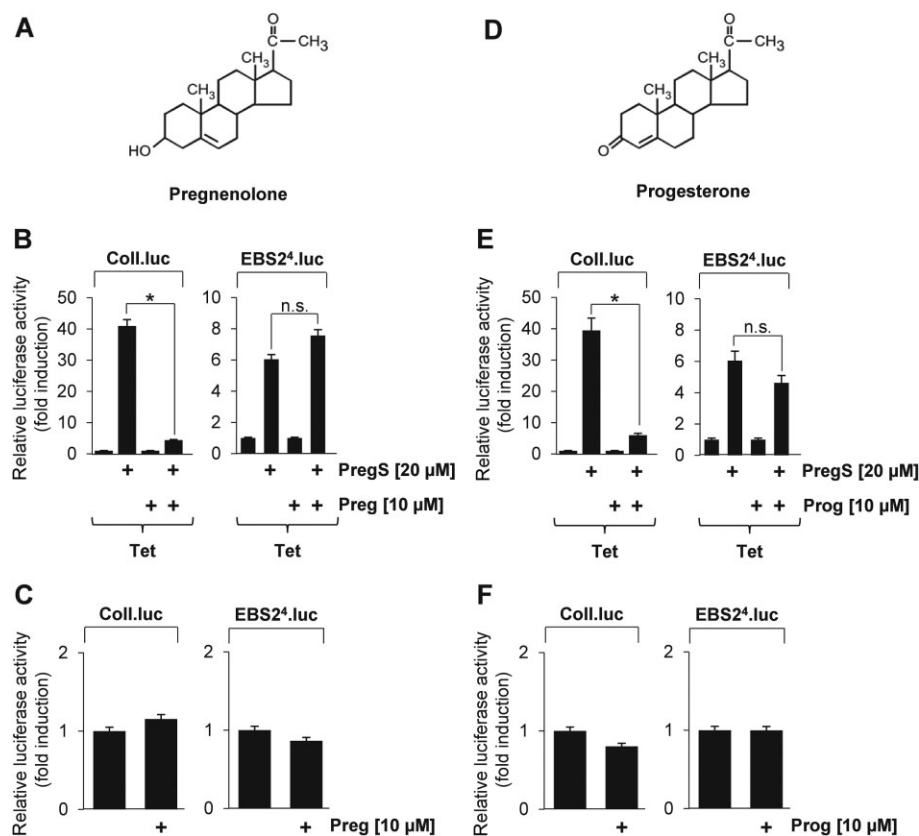 A
O
C
CH3
CH3
CH3
HO
Pregnenolone
B
Coll.luc
EBS2⁴.luc
Relative luciferase activity
(fold induction)
50
40
30
20
10
0
*
10
8
6
4
2
0
n.s.
+ + + + PregS [20 µM]
+ + + + Preg [10 µM]
Tet
Tet
C
Coll.luc
EBS2⁴.luc
Relative luciferase activity
(fold induction)
2
1
0
2
1
0
+ + Preg [10 µM]
D
O
C
CH3
CH3
CH3
O
Progesterone
E
Coll.luc
EBS2⁴.luc
Relative luciferase activity
(fold induction)
50
40
30
20
10
0
*
10
8
6
4
2
0
n.s.
+ + + + PregS [20 µM]
+ + + + Prog [10 µM]
Tet
Tet
F
Coll.luc
EBS2⁴.luc
Relative luciferase activity
(fold induction)
2
1
0
2
1
0
+ + Prog [10 µM]